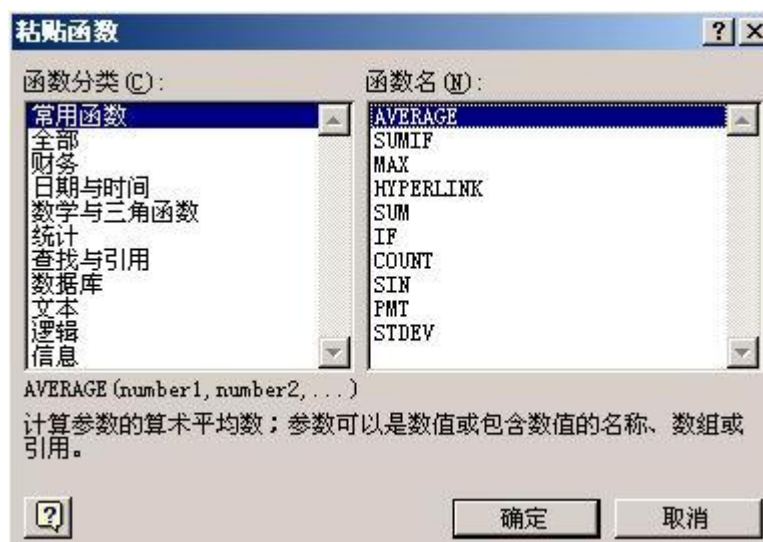 粘贴函数
函数分类(C):
函数名(N):
常用函数
全部
财务
日期与时间
数学与三角函数
统计
查找与引用
数据库
文本
逻辑
信息
AVERAGE
SUMIF
MAX
HYPERLINK
SUM
IF
COUNT
SIN
PMT
STDEV
AVERAGE(number1,number2,...)
计算参数的算术平均数；参数可以是数值或包含数值的名称、数组或
引用。
确定
取消